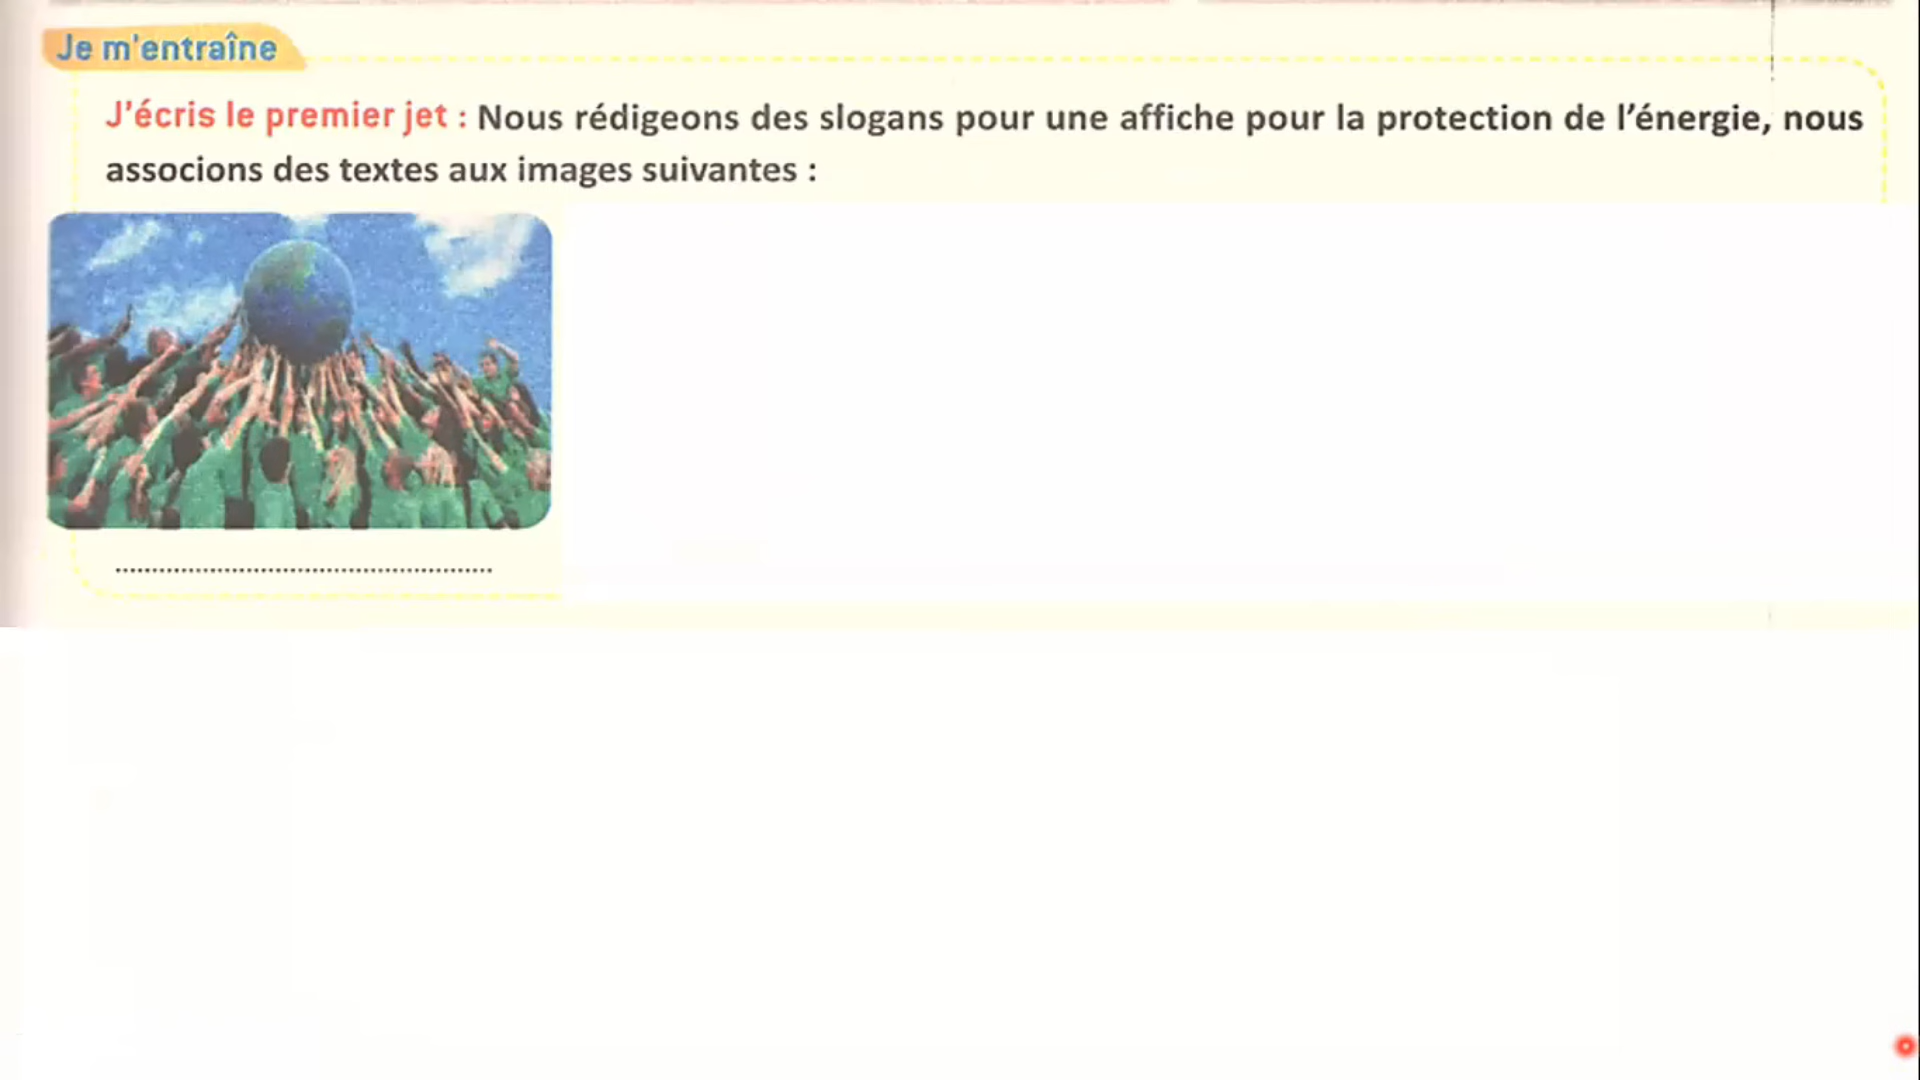 Je m'entraîne
J'écris le premier jet : Nous rédigeons des slogans pour une affiche pour la protection de l’énergie, nous
associons des textes aux images suivantes :